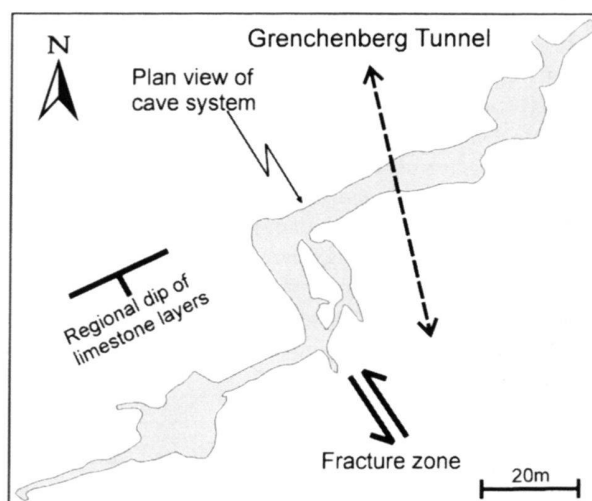 N
Grenchenberg Tunnel
Plan view of
cave system
Regional dip of
limestone layers
Fracture zone
20m